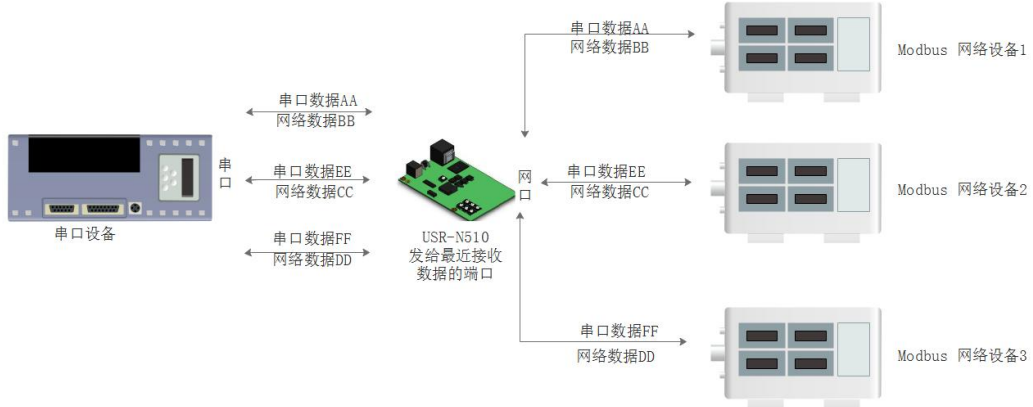 串口数据AA
网络数据BB
Modbus 网络设备1
串口数据AA
网络数据BB
串口
串口数据EE
网络数据CC
网口
串口数据EE
网络数据CC
Modbus 网络设备2
串口设备
串口数据FF
网络数据DD
USR-N510
发给最近接收
数据的端口
串口数据FF
网络数据DD
Modbus 网络设备3